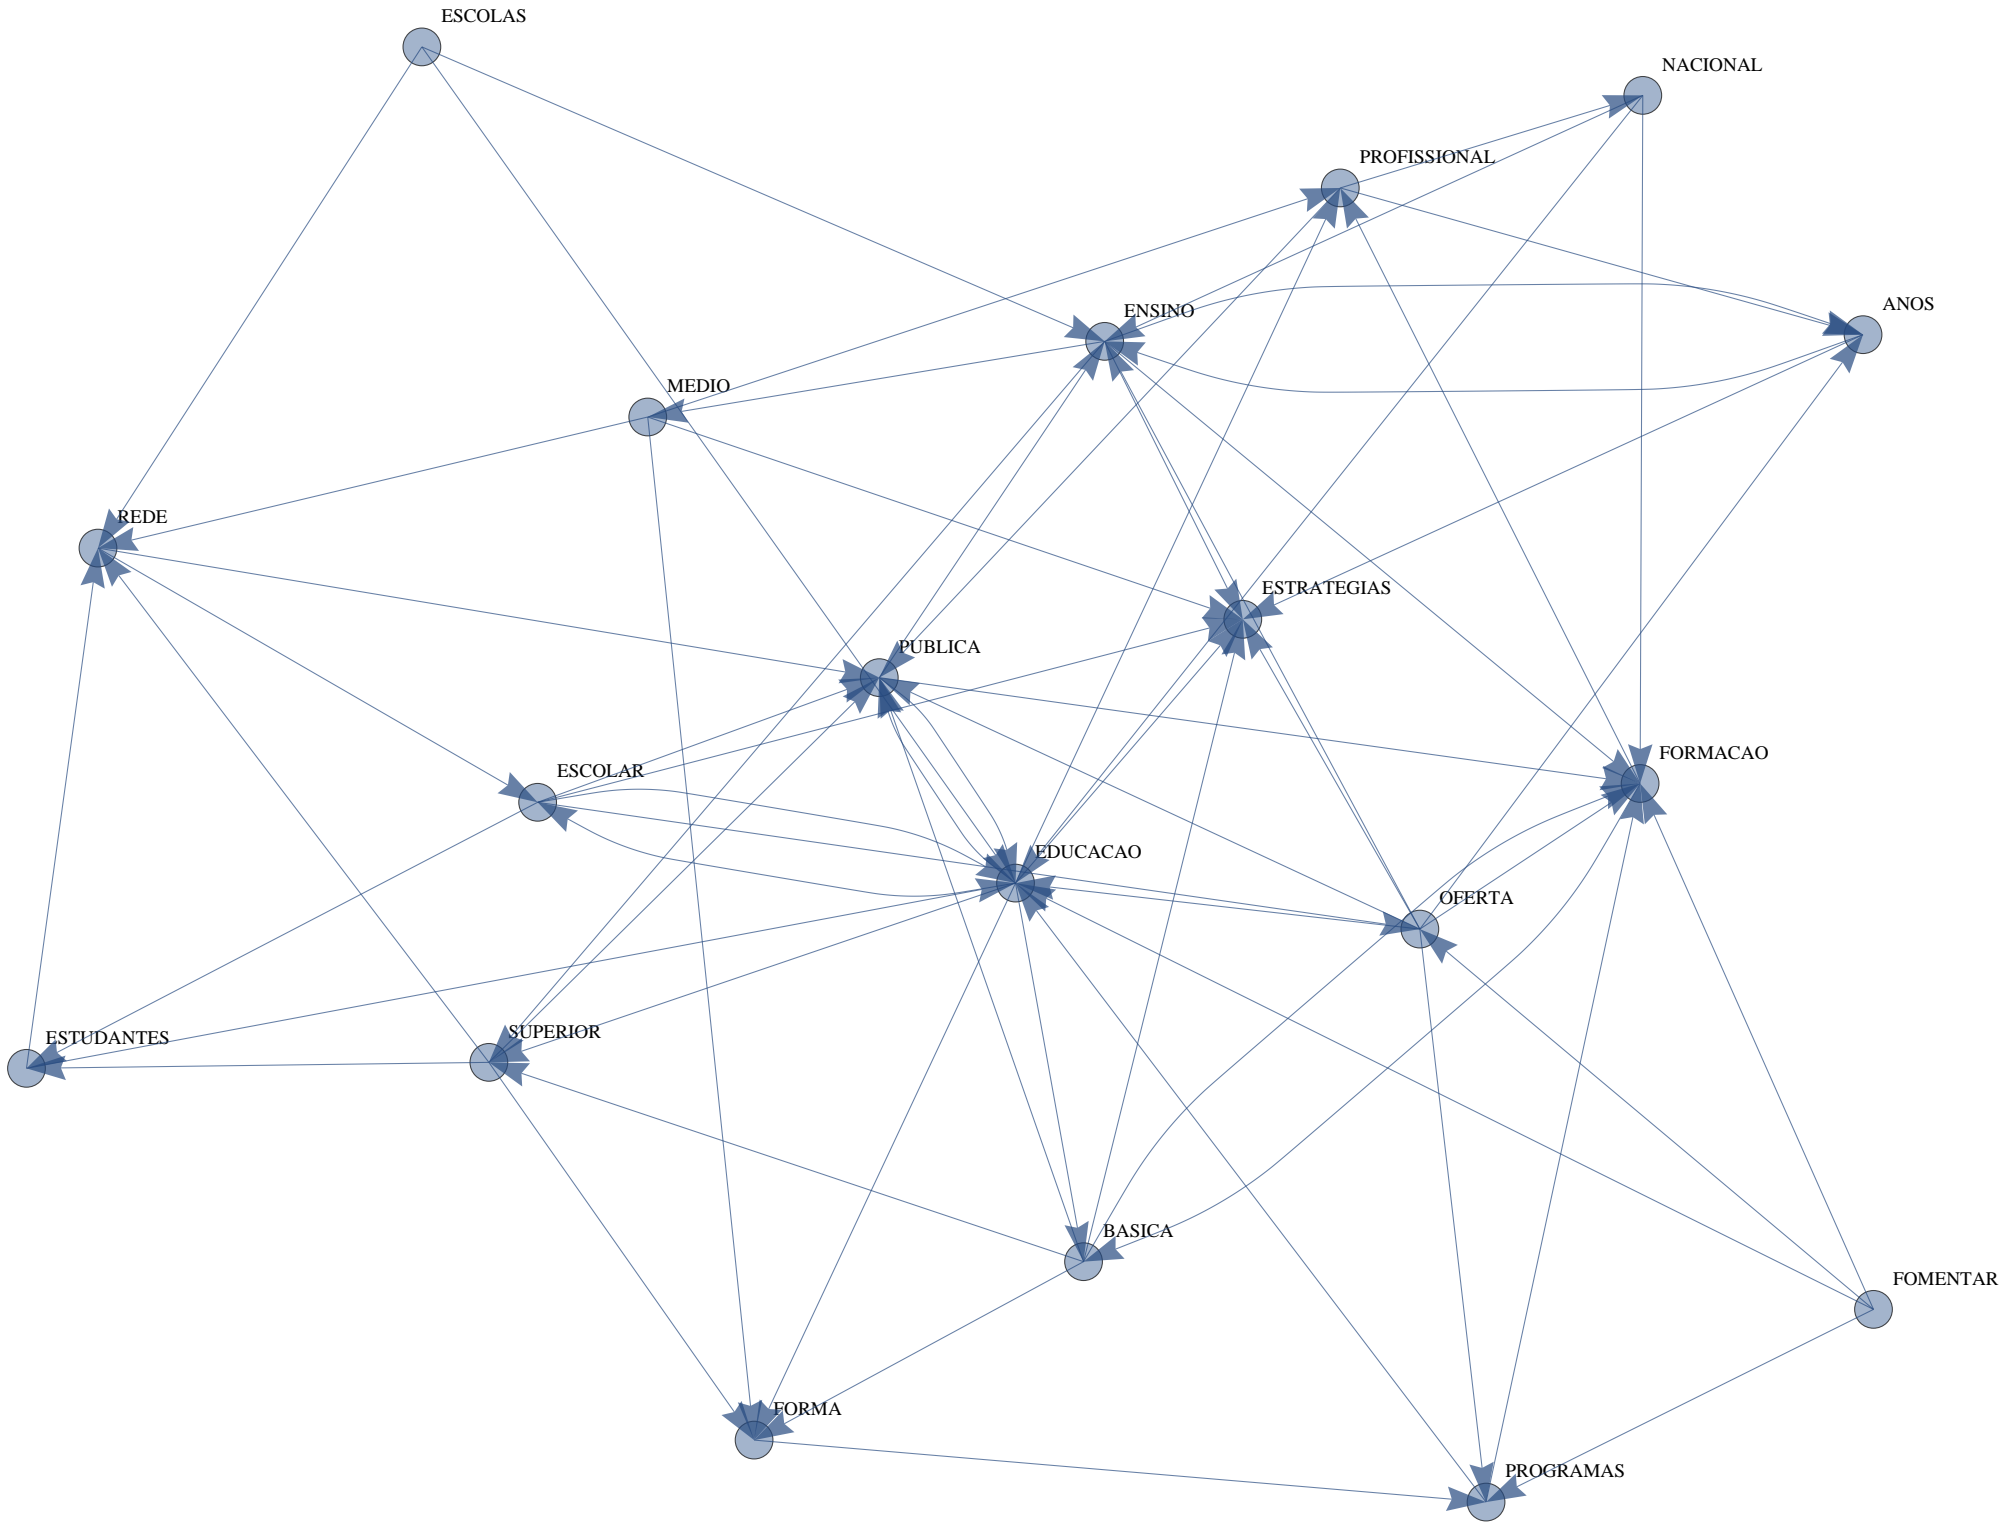 ESCOLAS
NACIONAL
PROFISSIONAL
ANOS
ENSINO
MEDIO
REDE
ESTRATEGIAS
PUBLICA
FORMACAO
ESCOLAR
EDUCACAO
OFERTA
SUPERIOR
ESTUDANTES
BASICA
FOMENTAR
FORMA
PROGRAMAS